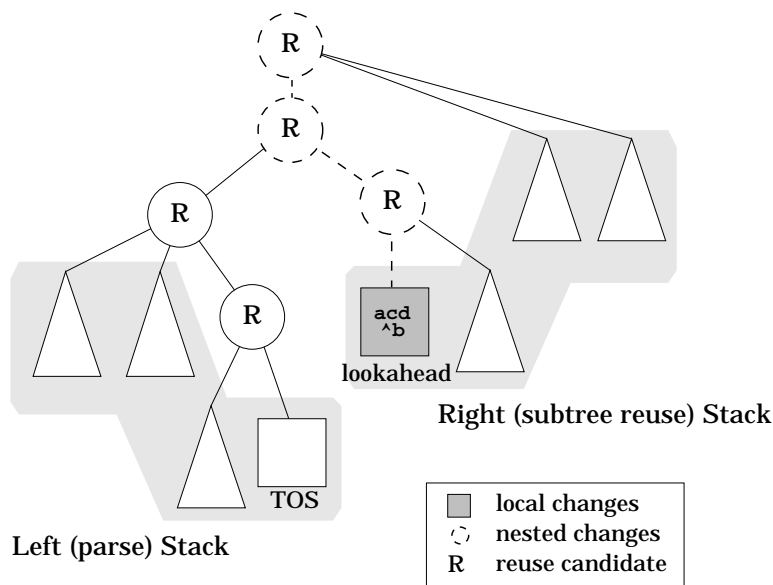 R
R
R
R
R
acd
^b
lookahead
Right (subtree reuse) Stack
TOS
Left (parse) Stack
local changes
nested changes
R reuse candidate